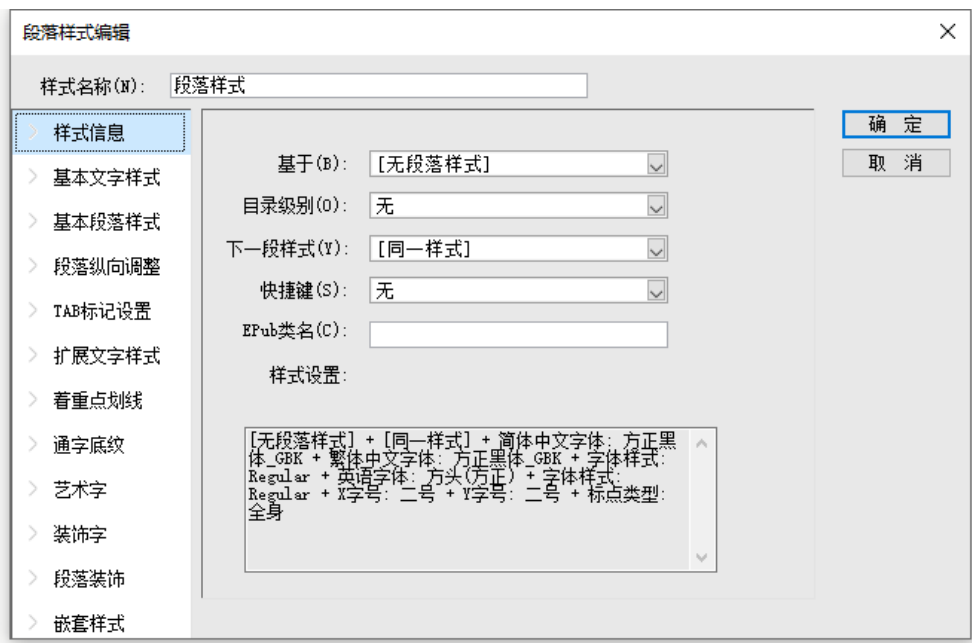 段落样式编辑
样式名称(N): 段落样式
样式信息
基本文字样式
基本段落样式
段落纵向调整
TAB标记设置
扩展文字样式
着重点划线
通字底纹
艺术字
装饰字
段落装饰
嵌套样式
基于(B): [无段落样式]
目录级别(O): 无
下一段样式(Y): [同一样式]
快捷键(S): 无
EPub类名(C):
样式设置:
[无段落样式] + [同一样式] + 简体中文字体: 方正黑
体_GBK + 繁体中文字体: 方正黑体_GBK + 字体样式:
Regular + 英语字体: 方头(方正) + 字体样式:
Regular + X字号: 二号 + Y字号: 二号 + 标点类型:
全身
确 定
取 消